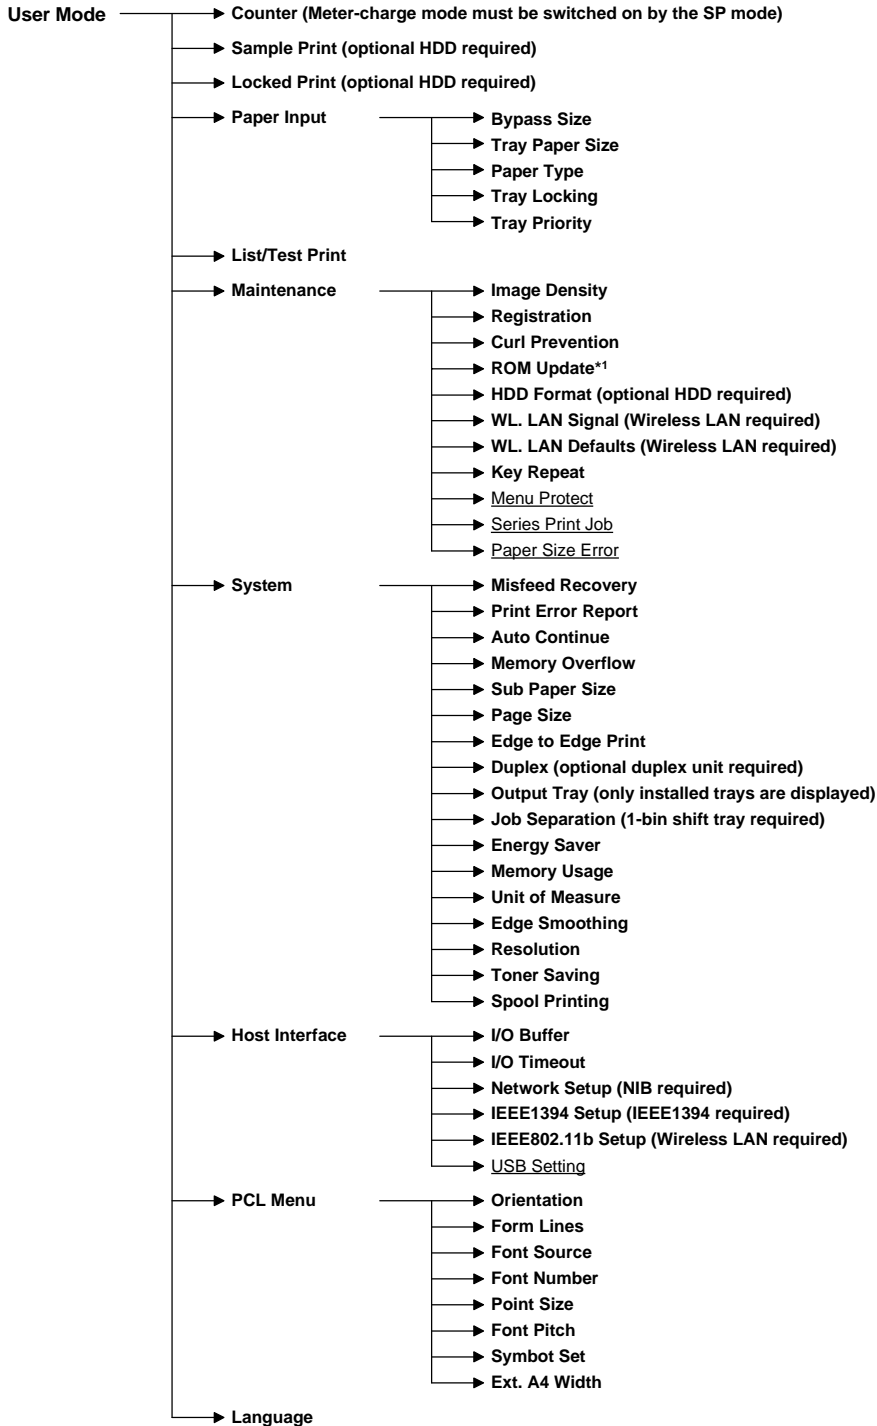 User Mode
Counter (Meter-charge mode must be switched on by the SP mode)
Sample Print (optional HDD required)
Locked Print (optional HDD required)
Paper Input
Bypass Size
Tray Paper Size
Paper Type
Tray Locking
Tray Priority
List/Test Print
Maintenance
Image Density
Registration
Curl Prevention
ROM Update*1
HDD Format (optional HDD required)
WL. LAN Signal (Wireless LAN required)
WL. LAN Defaults (Wireless LAN required)
Key Repeat
Menu Protect
Series Print Job
Paper Size Error
System
Misfeed Recovery
Print Error Report
Auto Continue
Memory Overflow
Sub Paper Size
Page Size
Edge to Edge Print
Duplex (optional duplex unit required)
Output Tray (only installed trays are displayed)
Job Separation (1-bin shift tray required)
Energy Saver
Memory Usage
Unit of Measure
Edge Smoothing
Resolution
Toner Saving
Spool Printing
Host Interface
I/O Buffer
I/O Timeout
Network Setup (NIB required)
IEEE1394 Setup (IEEE1394 required)
IEEE802.11b Setup (Wireless LAN required)
USB Setting
PCL Menu
Orientation
Form Lines
Font Source
Font Number
Point Size
Font Pitch
Symbot Set
Ext. A4 Width
Language